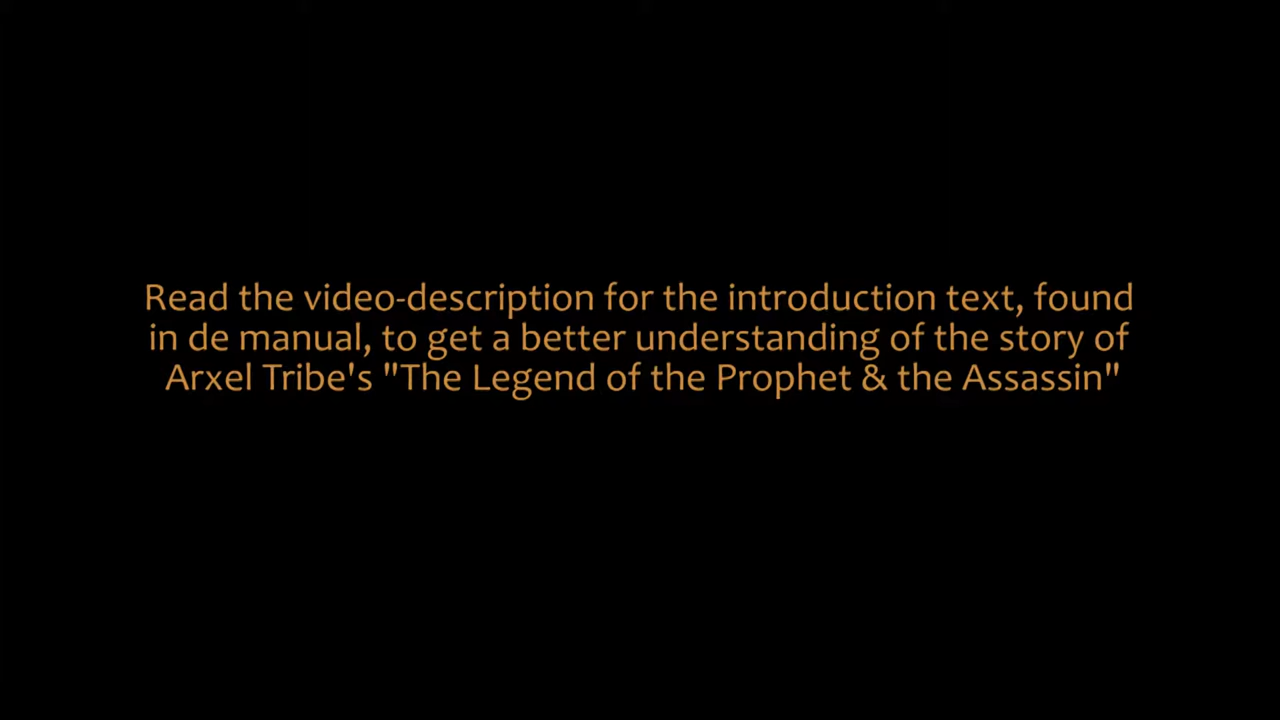 Read the video-description for the introduction text, found
in de manual, to get a better understanding of the story of
Arxel Tribe's "The Legend of the Prophet & the Assassin"